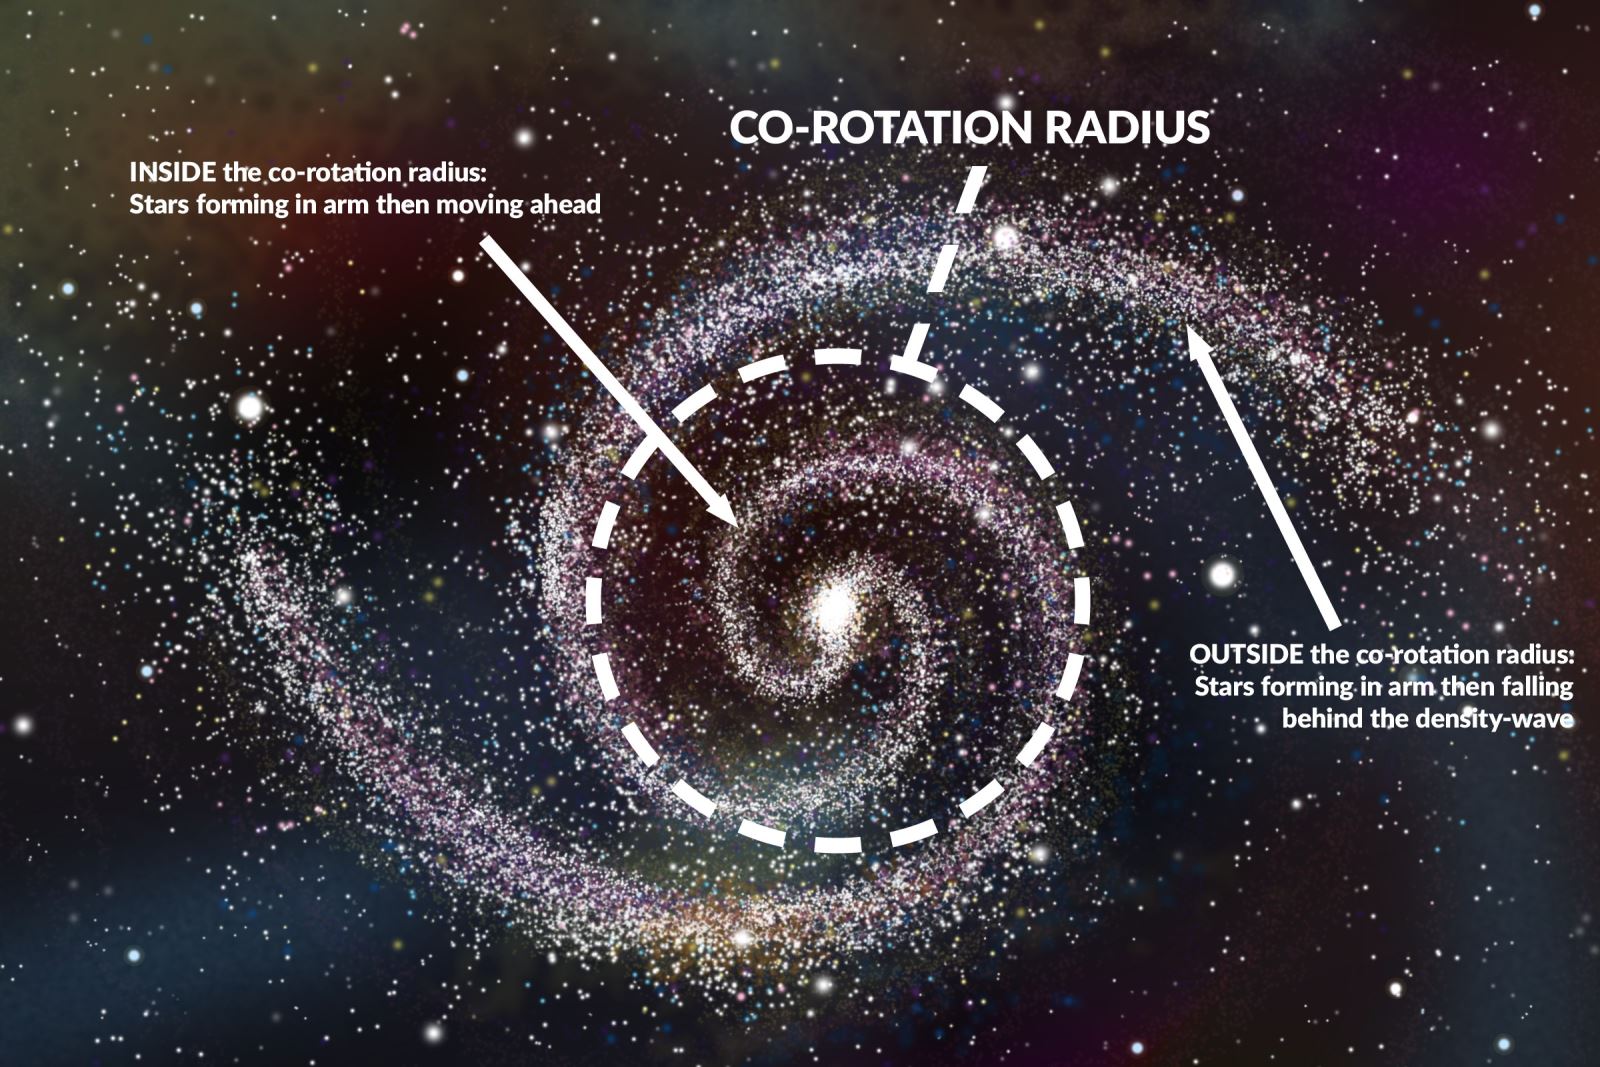 CO-ROTATION RADIUS
INSIDE the co-rotation radius:
Stars forming in arm then moving ahead
OUTSIDE the co-rotation radius:
Stars forming in arm then falling
behind the density-wave